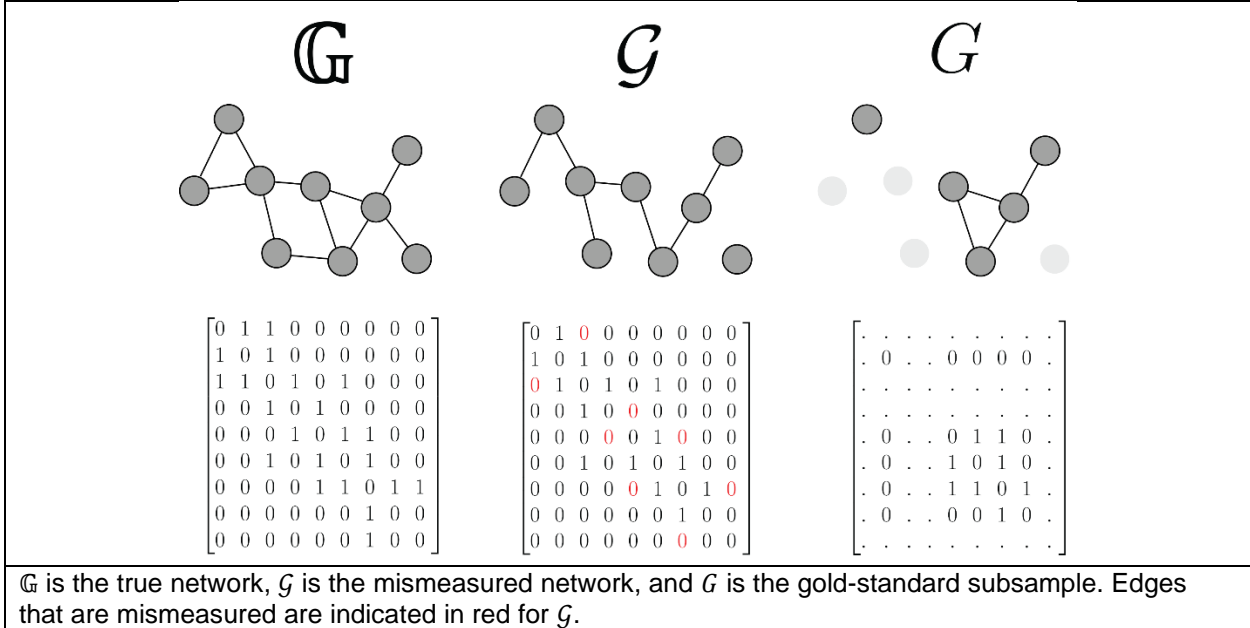 𝔾 𝒢 𝐺
0 1 1 0 0 0 0 0 0
1 0 1 0 0 0 0 0 0
1 1 0 1 0 1 0 0 0
0 0 1 0 1 0 0 0 0
0 0 0 1 0 1 1 0 0
0 0 1 0 1 0 1 0 0
0 0 0 0 1 1 0 1 1
0 0 0 0 0 0 1 0 0
0 0 0 0 0 0 1 0 0
0 1 0 0 0 0 0 0 0
1 0 1 0 0 0 0 0 0
0 1 0 1 0 1 0 0 0
0 0 1 0 0 0 0 0 0
0 0 0 0 0 1 0 0 0
0 0 1 0 1 0 1 0 0
0 0 0 0 0 1 0 1 0
0 0 0 0 0 0 1 0 0
0 0 0 0 0 0 0 0 0
. . . . . . . . .
. 0 . . 0 0 0 0 .
. . . . . . . . .
. . . . . . . . .
. 0 . . 0 1 1 0 .
. 0 . . 1 0 1 0 .
. 0 . . 1 1 0 1 .
. 0 . . 0 0 1 0 .
. . . . . . . . .
𝔾 is the true network, 𝒢 is the mismeasured network, and 𝐺 is the gold-standard subsample. Edges
that are mismeasured are indicated in red for 𝒢.